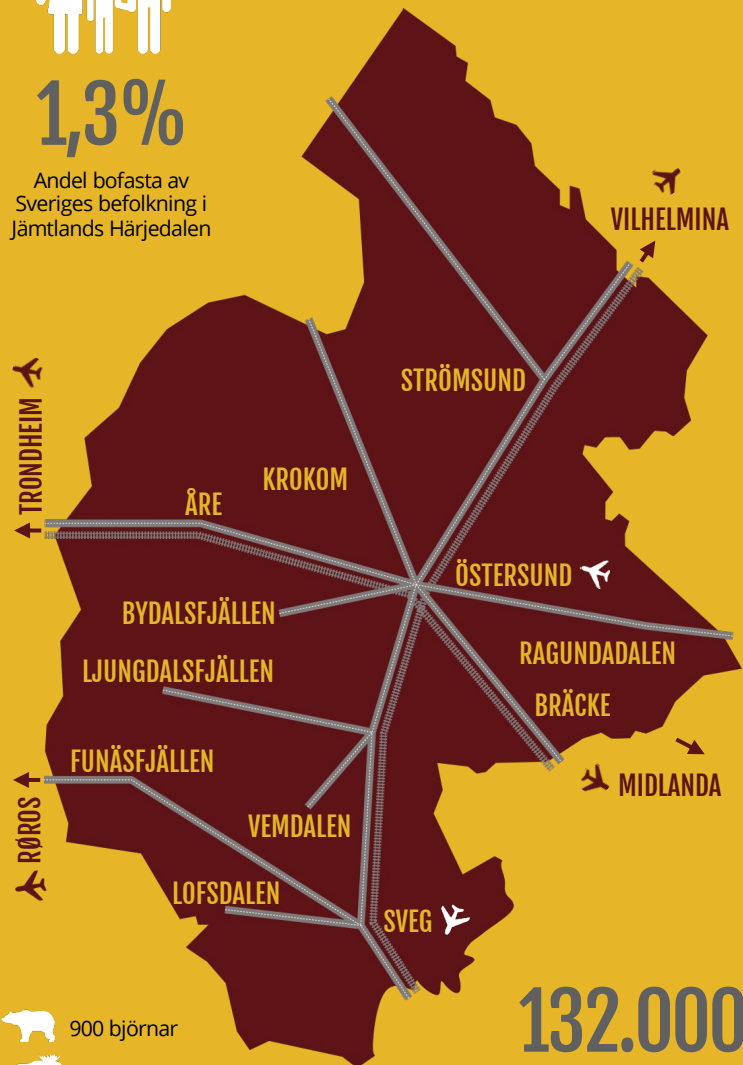 1,3%
Andel bofasta av
Sveriges befolkning i
Jämtlands Härjedalen
VILHELMINA
STRÖMSUND
TRONDHEIM
KROKOM
ÅRE
ÖSTERSUND
BYDALSFJÄLLEN
RAGUNDADALEN
LJUNGDALSFJÄLLEN
BRÄCKE
FUNÄSFJÄLLEN
MIDLANDA
RØROS
VEMDALEN
LOFSDALEN
SVEG
900 björnar
132.000